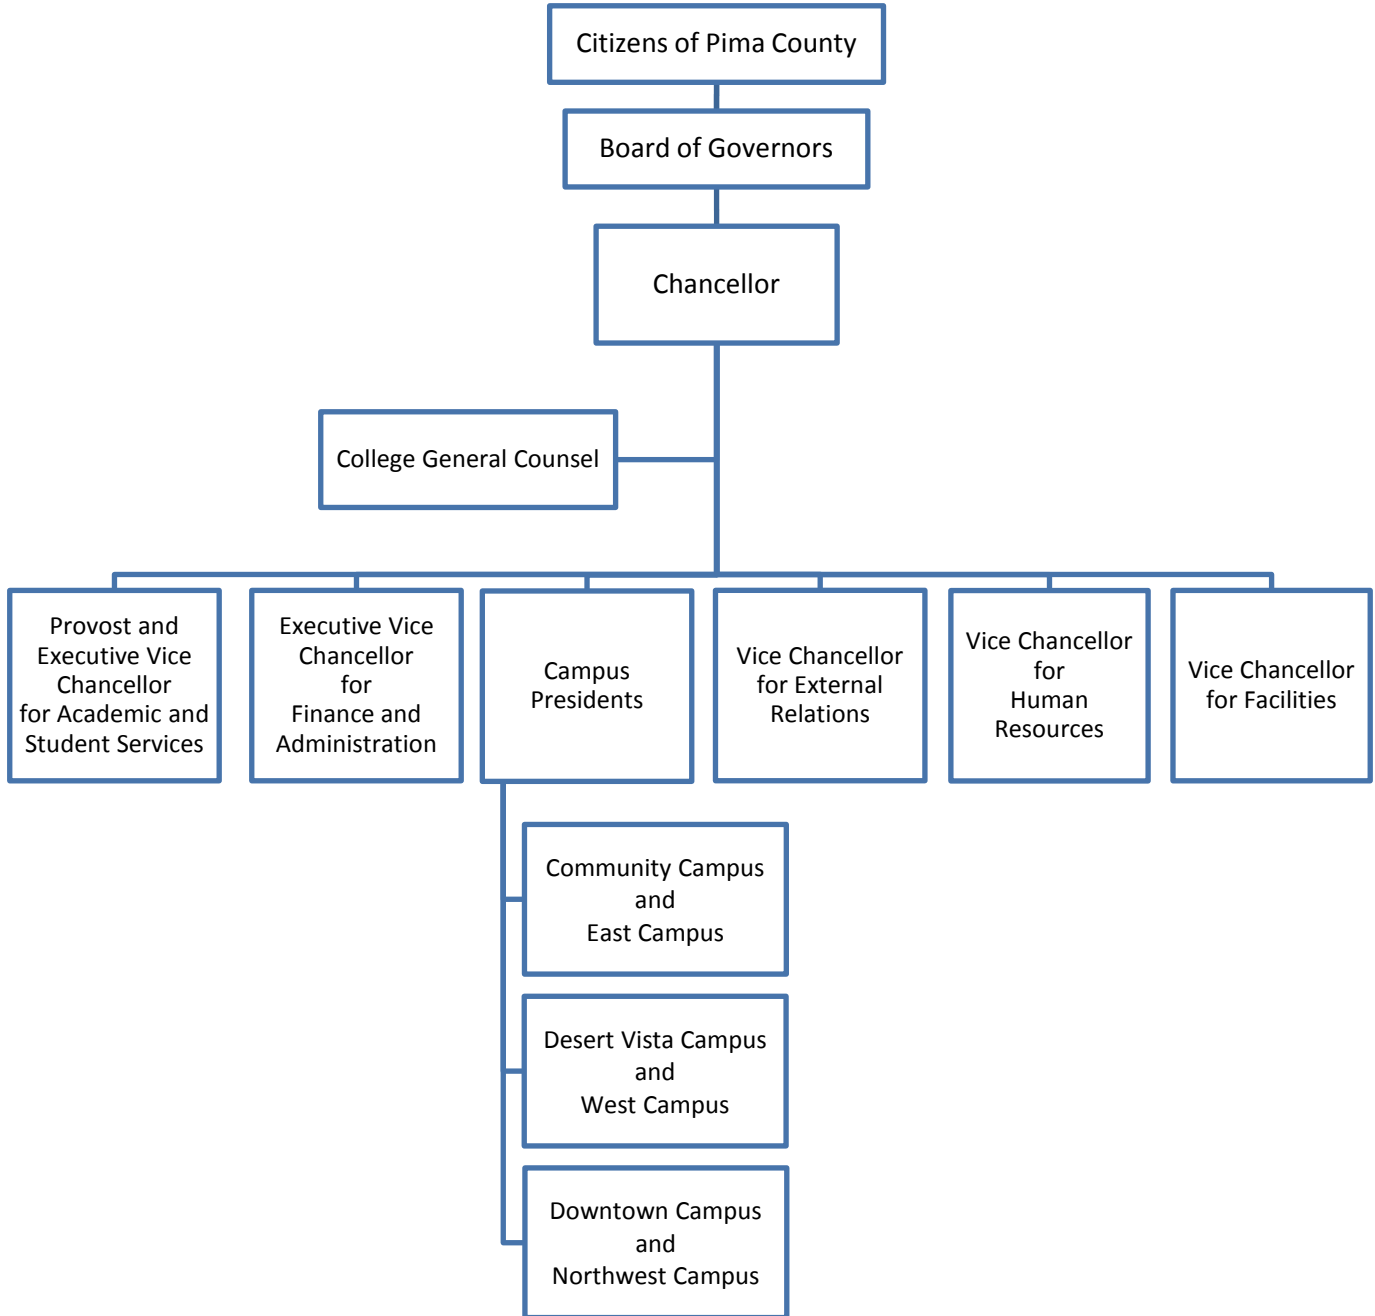 Citizens of Pima County
Board of Governors
Chancellor
College General Counsel
Provost and
Executive Vice
Chancellor
for Academic and
Student Services
Executive Vice
Chancellor
for
Finance and
Administration
Campus
Presidents
Vice Chancellor
for External
Relations
Vice Chancellor
for
Human
Resources
Vice Chancellor
for Facilities
Community Campus
and
East Campus
Desert Vista Campus
and
West Campus
Downtown Campus
and
Northwest Campus